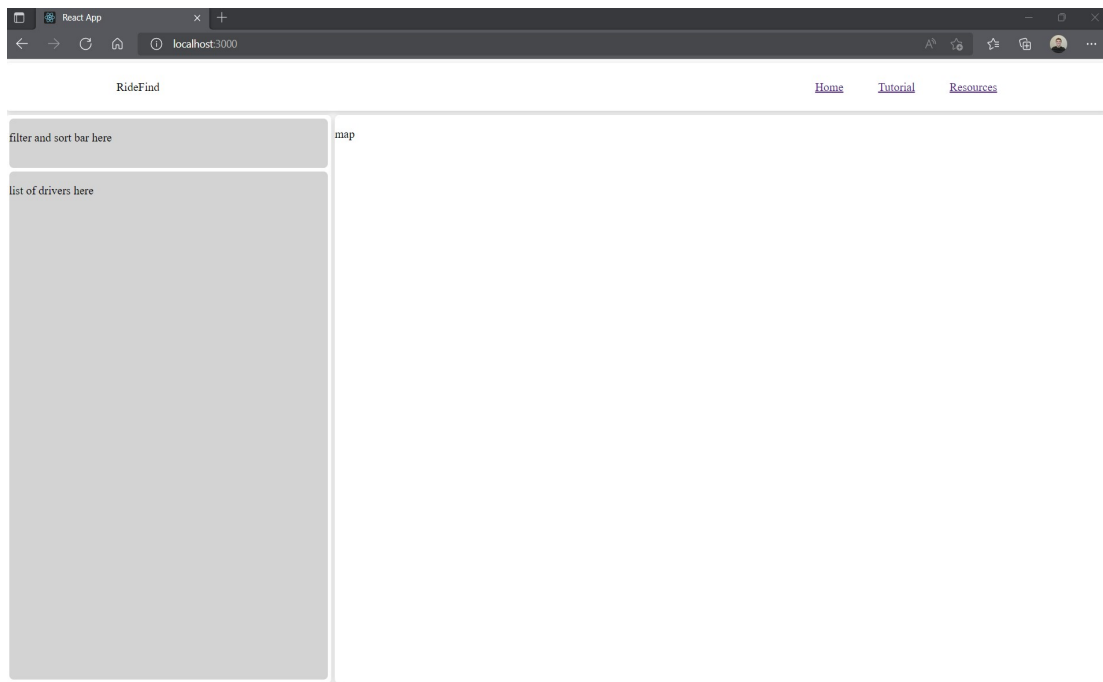 React App
localhost:3000
RideFind
Home Tutorial Resources
filter and sort bar here
map
list of drivers here